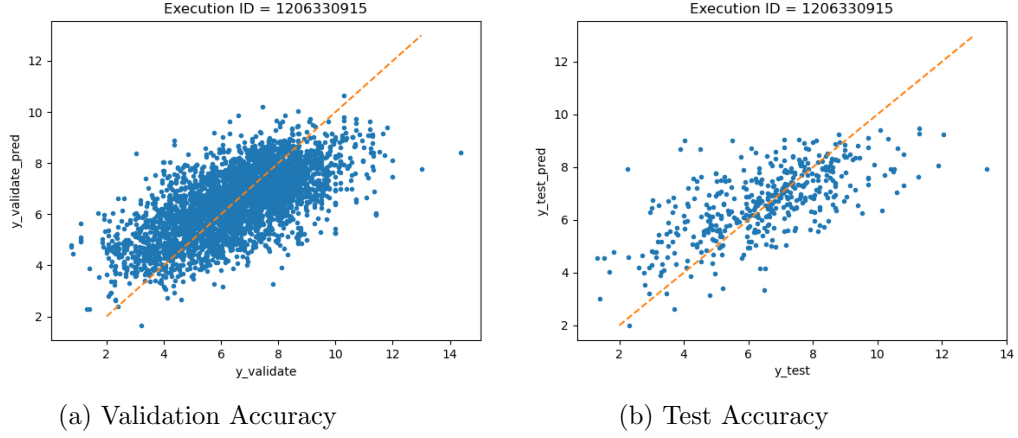 Execution ID = 1206330915
12
10
8
6
4
2
y_validate_pred
2 4 6 8 10 12 14
y_validate
(a) Validation Accuracy
Execution ID = 1206330915
12
10
8
6
4
2
y_test_pred
2 4 6 8 10 12 14
y_test
(b) Test Accuracy